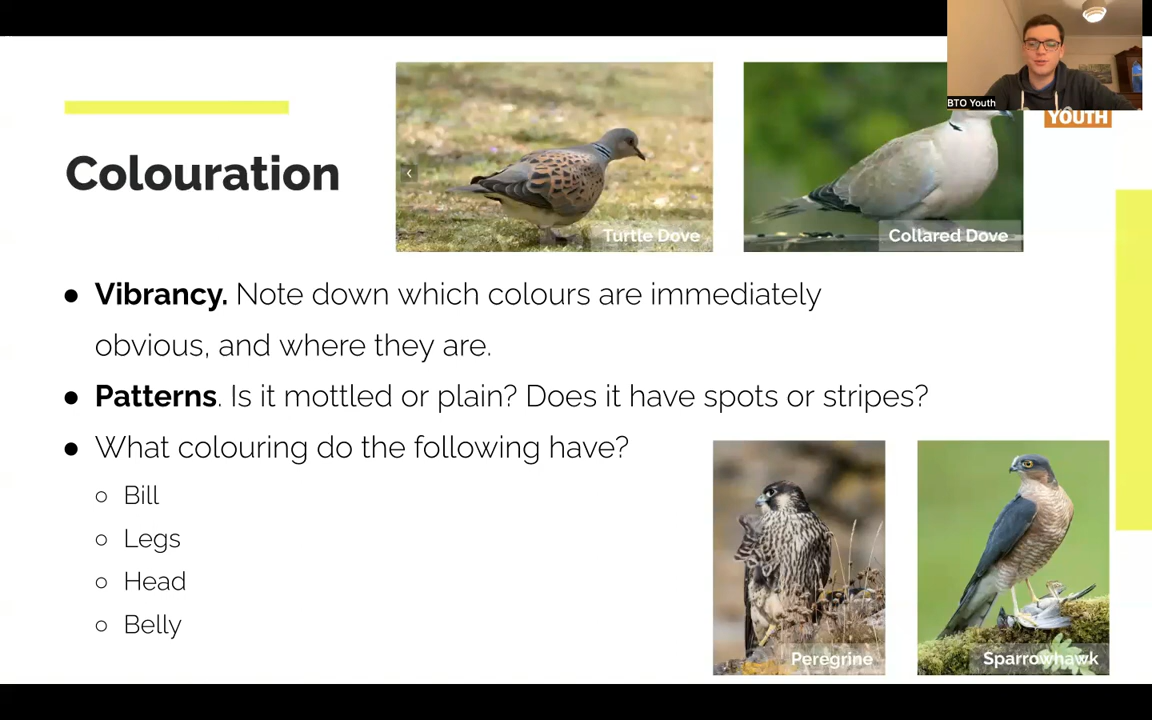 BTO Youth
YOUTH
Colouration
Turtle Dove
Collared Dove
● Vibrancy. Note down which colours are immediately
obvious, and where they are.
● Patterns. Is it mottled or plain? Does it have spots or stripes?
● What colouring do the following have?
○ Bill
○ Legs
○ Head
○ Belly
Peregrine
Sparrowhawk